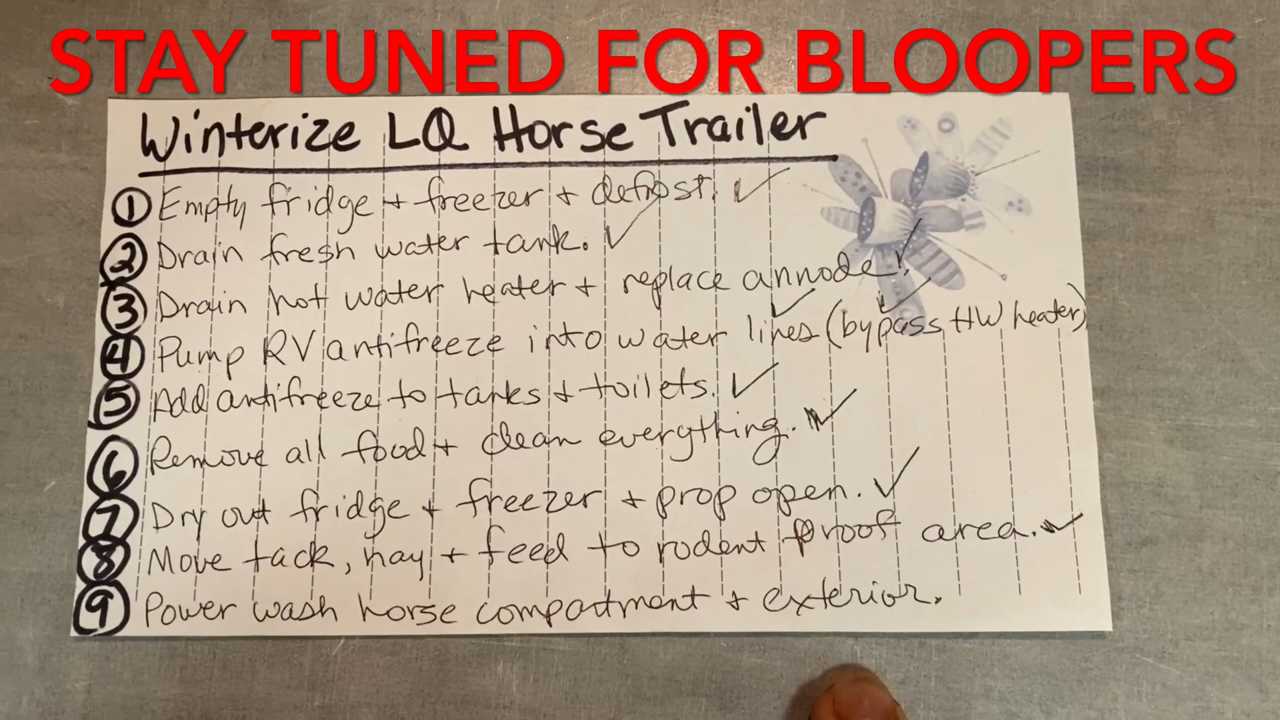 STAY TUNED FOR BLOOPERS
Winterize LQ Horse Trailer
① Empty fridge + freezer + defrost. ✓
② Drain fresh water tank. ✓
③ Drain hot water heater + replace annode. ✓
④ Pump RV antifreeze into water lines (bypass HW heater) ✓ ✓
⑤ Add antifreeze to tanks + toilets. ✓
⑥ Remove all food + clean everything. ✓
⑦ Dry out fridge + freezer + prop open. ✓
⑧ Move tack, hay + feed to rodent proof area. ✓
⑨ Power wash horse compartment + exterior.